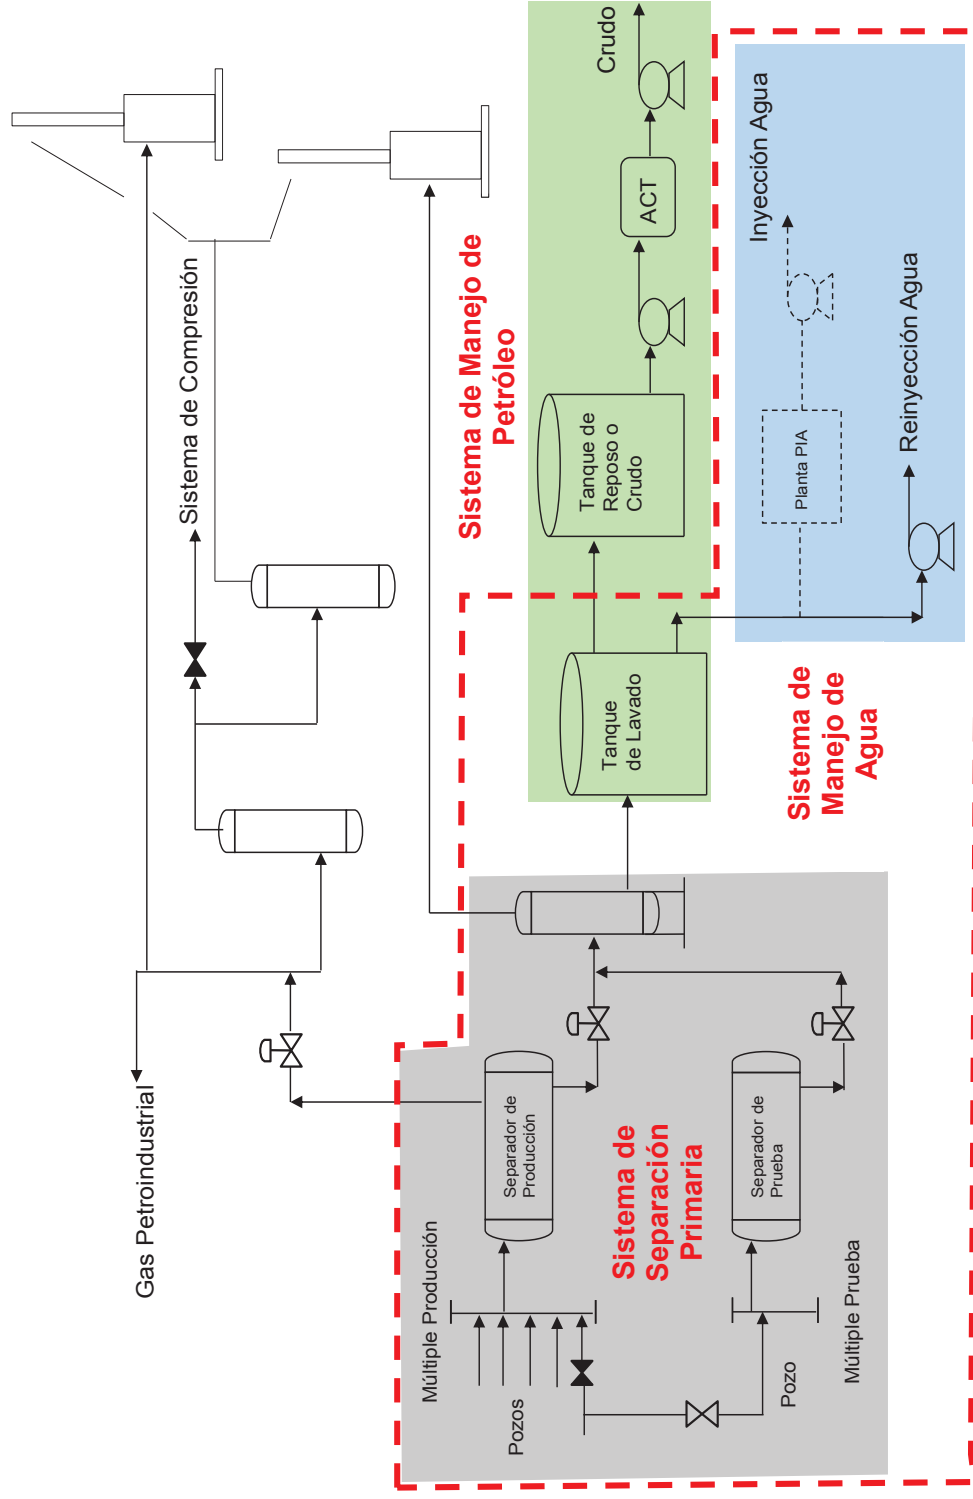 Gas Petroindustrial
Sistema de Compresión
Múltiple Producción
Pozos
Separador de
Producción
Sistema de
Separación
Primaria
Separador de
Prueba
Pozo
Múltiple Prueba
Sistema de Manejo de
Petróleo
Tanque
de Lavado
Tanque de
Reposo o
Crudo
ACT
Crudo
Sistema de
Manejo de
Agua
Planta PIA
Inyección Agua
Reinyección Agua